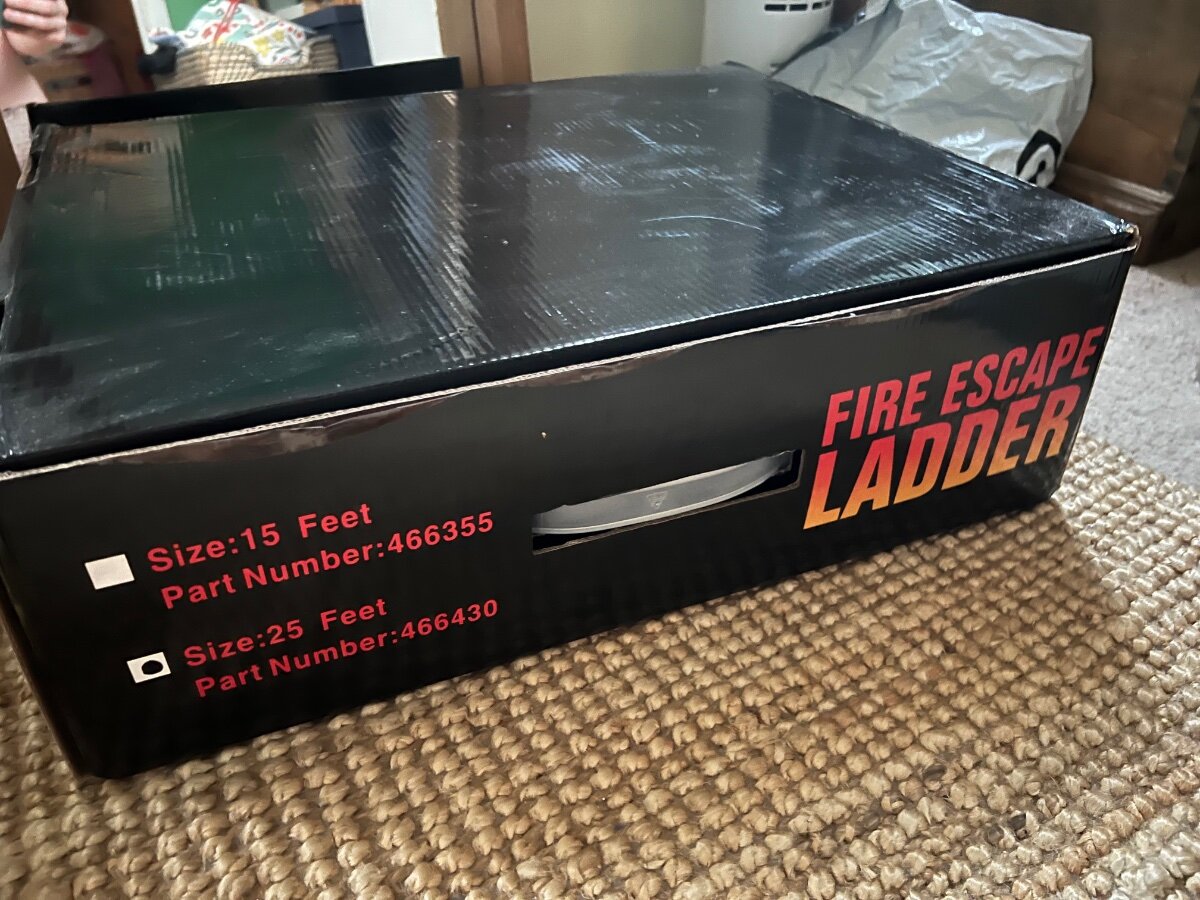 FIRE ESCAPE
LADDER
Size:15 Feet
Part Number:466355
Size:25 Feet
Part Number:466430